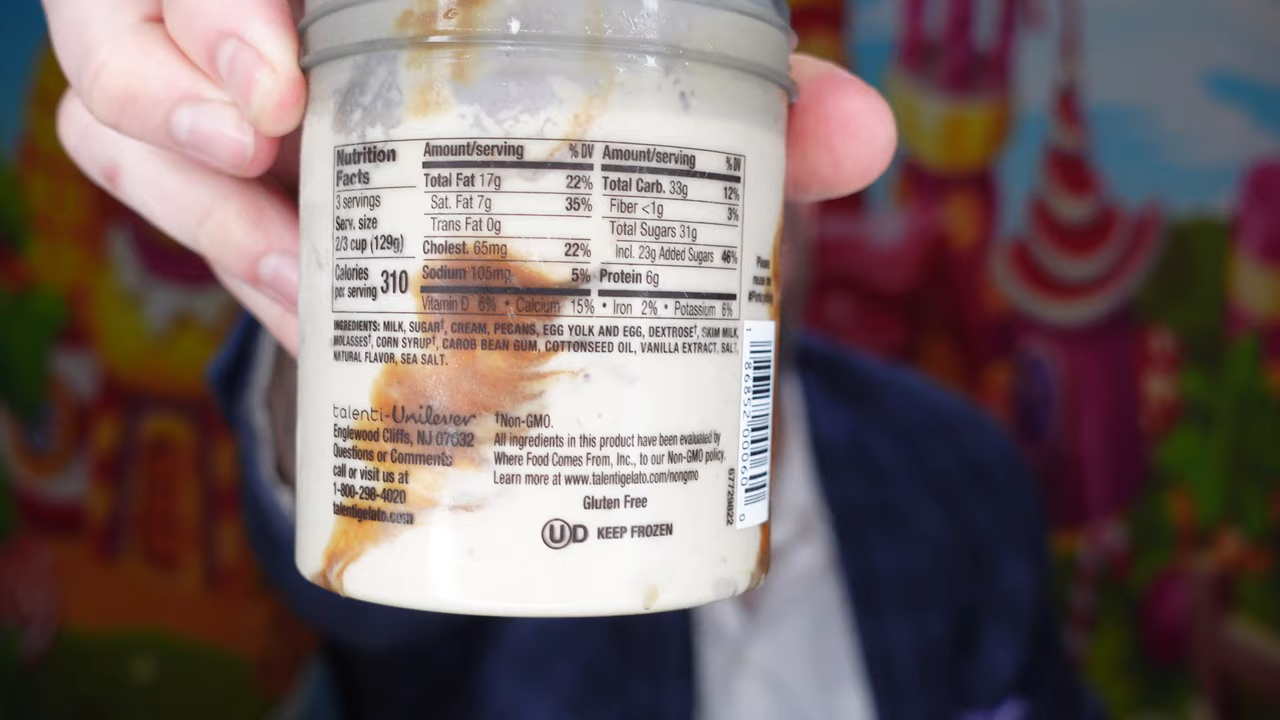 Nutrition
Facts
3 servings
Serv. size
2/3 cup (129g)
Calories
per serving 310
Amount/serving % DV
Total Fat 17g 22%
Sat. Fat 7g 35%
Trans Fat 0g
Cholest. 65mg 22%
Sodium 105mg 5%
Amount/serving % DV
Total Carb. 33g 12%
Fiber <1g 3%
Total Sugars 31g
Incl. 23g Added Sugars 46%
Protein 6g
Vitamin D 6% • Calcium 15% • Iron 2% • Potassium 6%
INGREDIENTS: MILK, SUGAR†, CREAM, PECANS, EGG YOLK AND EGG, DEXTROSE†, SKIM MILK,
MOLASSES†, CORN SYRUP†, CAROB BEAN GUM, COTTONSEED OIL, VANILLA EXTRACT, SALT,
NATURAL FLAVOR, SEA SALT.
talenti-Unilever
Englewood Cliffs, NJ 07632
Questions or Comments
call or visit us at
1-800-298-4020
talentigelato.com
†Non-GMO.
All ingredients in this product have been evaluated by
Where Food Comes From, Inc., to our Non-GMO policy.
Learn more at www.talentigelato.com/nongmo
Gluten Free
UD KEEP FROZEN
Please
1 86852 00060 0
67729822